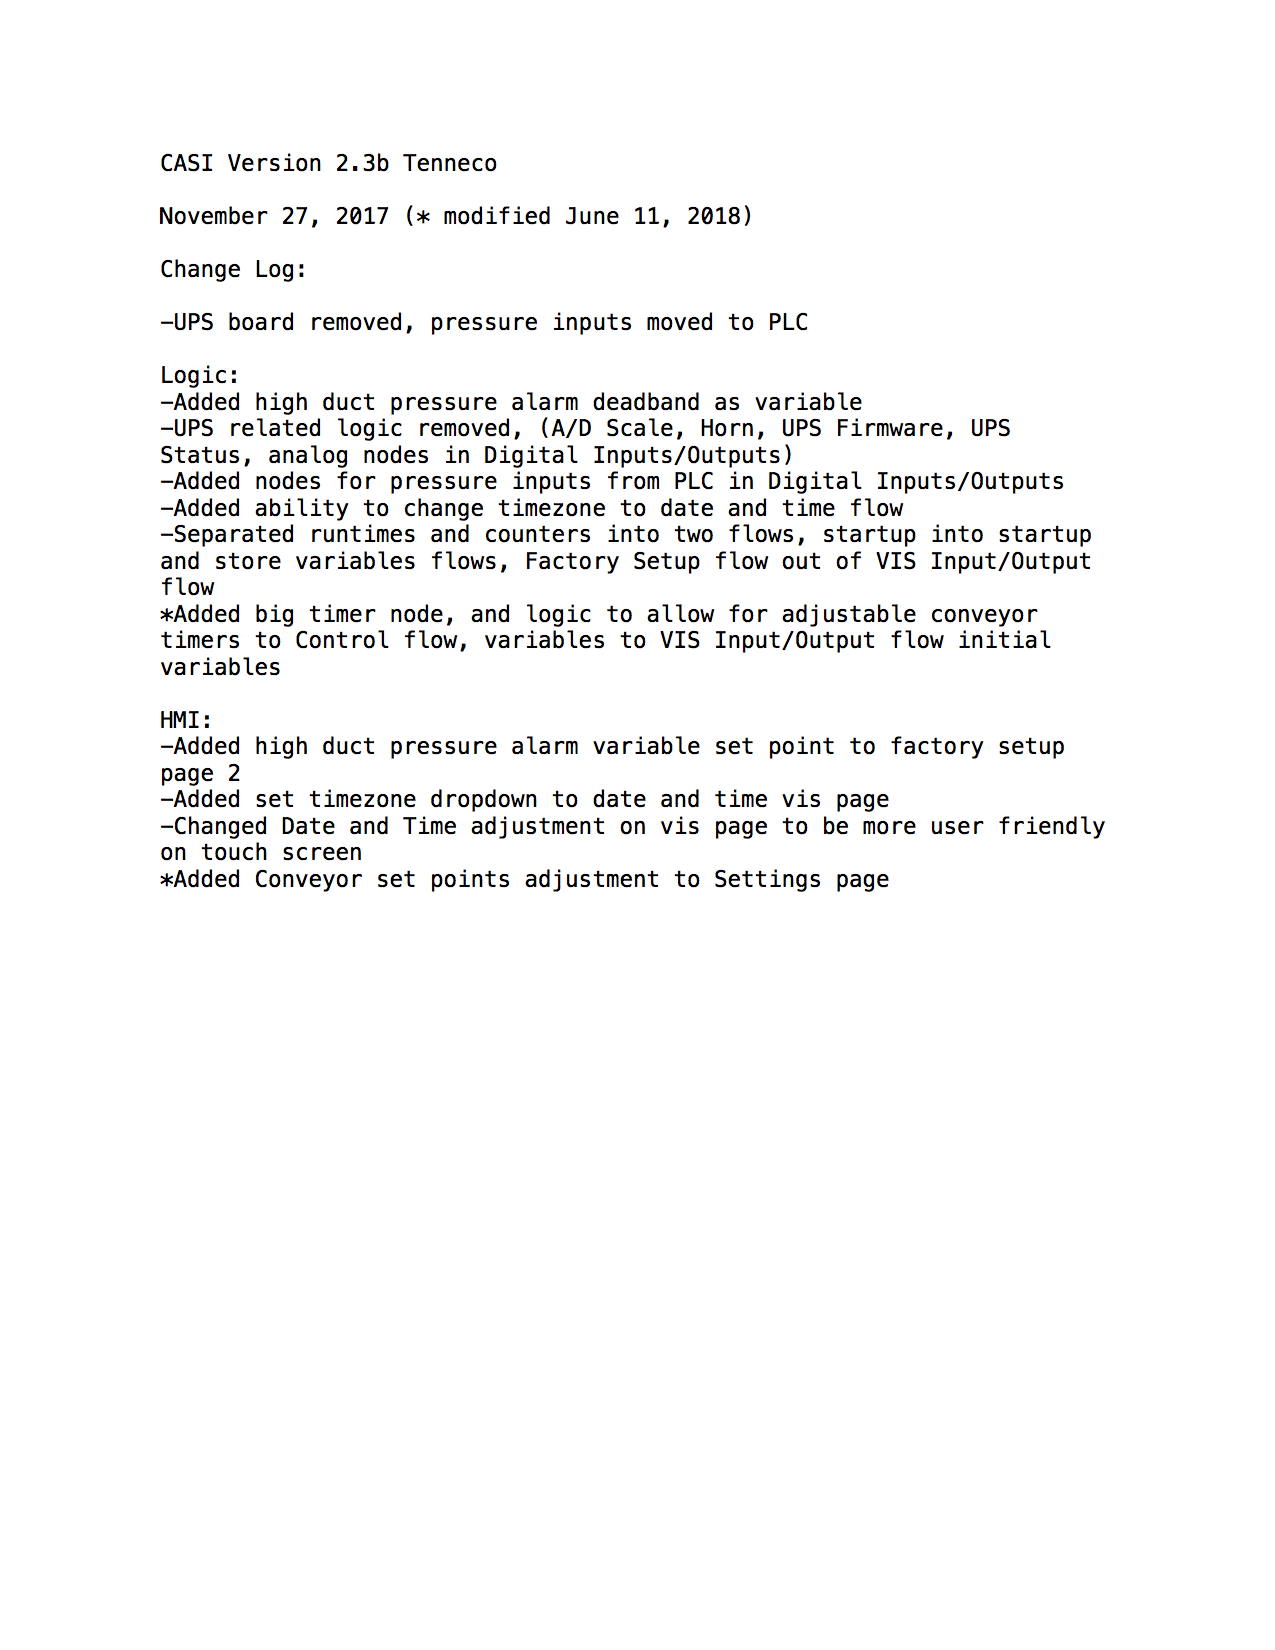 CASI Version 2.3b Tenneco
November 27, 2017 (* modified June 11, 2018)
Change Log:
-UPS board removed, pressure inputs moved to PLC
Logic:
-Added high duct pressure alarm deadband as variable
-UPS related logic removed, (A/D Scale, Horn, UPS Firmware, UPS
Status, analog nodes in Digital Inputs/Outputs)
-Added nodes for pressure inputs from PLC in Digital Inputs/Outputs
-Added ability to change timezone to date and time flow
-Separated runtimes and counters into two flows, startup into startup
and store variables flows, Factory Setup flow out of VIS Input/Output
flow
*Added big timer node, and logic to allow for adjustable conveyor
timers to Control flow, variables to VIS Input/Output flow initial
variables
HMI:
-Added high duct pressure alarm variable set point to factory setup
page 2
-Added set timezone dropdown to date and time vis page
-Changed Date and Time adjustment on vis page to be more user friendly
on touch screen
*Added Conveyor set points adjustment to Settings page